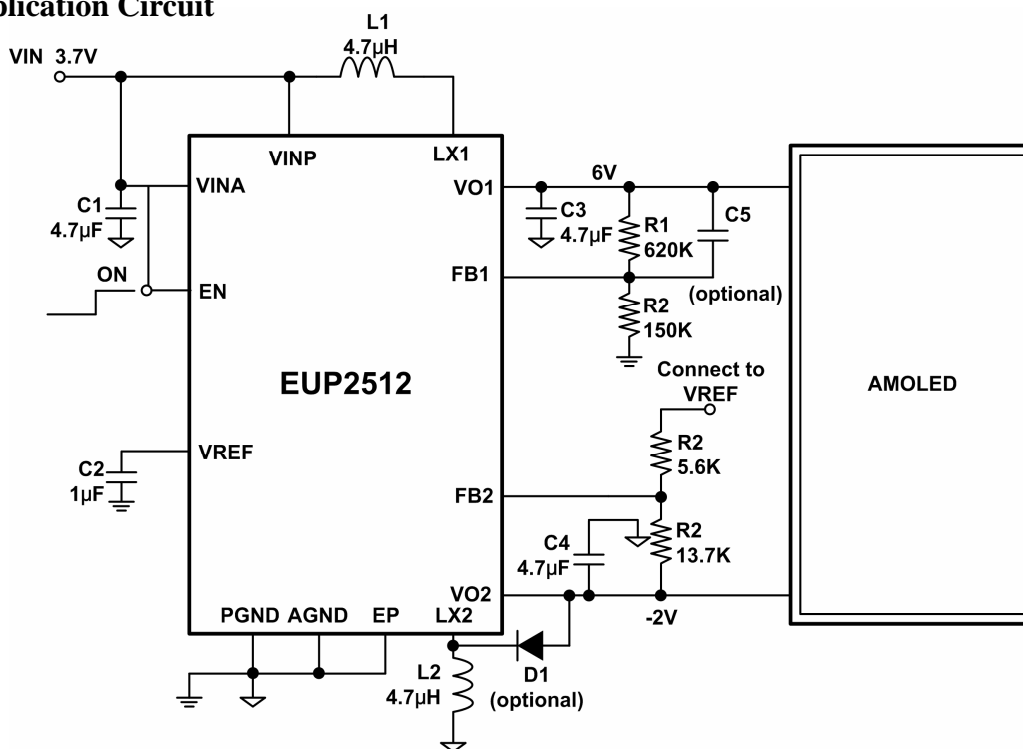 plication Circuit
L1
4.7µH
VIN 3.7V
VINP
LX1
VINA
VO1
6V
C1
4.7µF
C3
4.7µF
R1
620K
C5
ON
EN
FB1
(optional)
R2
150K
EUP2512
Connect to
VREF
AMOLED
VREF
C2
1µF
R2
5.6K
FB2
R2
13.7K
C4
4.7µF
VO2
-2V
PGND AGND EP LX2
L2
4.7µH
D1
(optional)